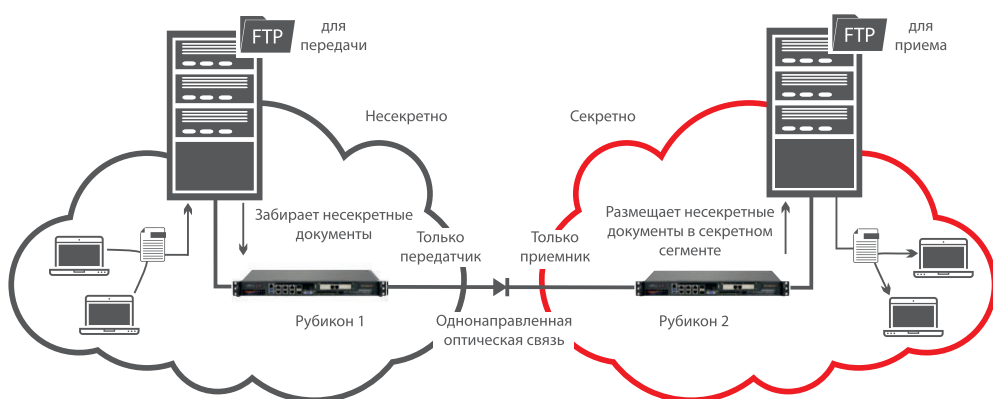 FTP
для
передачи
FTP
для
приема
Несекретно
Секретно
Забирает несекретные
документы
Размещает несекретные
документы в секретном
сегменте
Только
передатчик
Только
приемник
Рубикон 1
Однонаправленная
оптическая связь
Рубикон 2